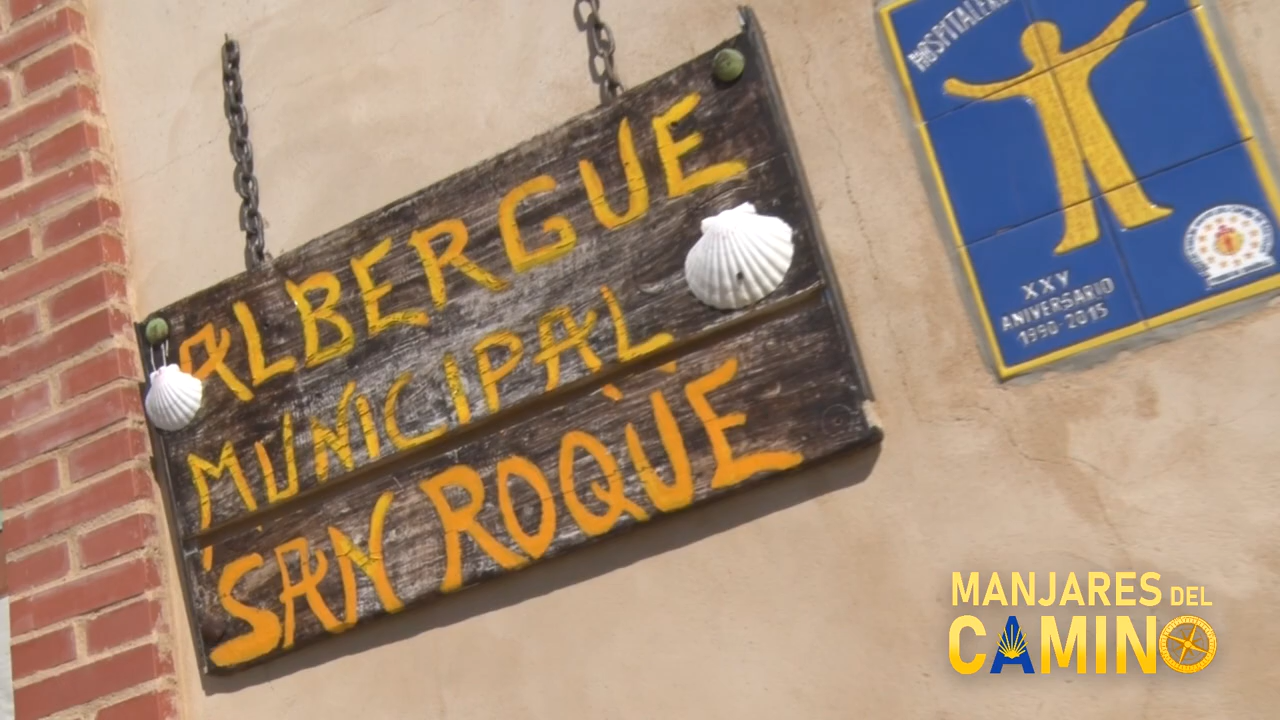 ALBERGUE
MUNICIPAL
'SAN ROQUE'
XXV
ANIVERSARIO
1990-2015
MANJARES DEL
CAMINO